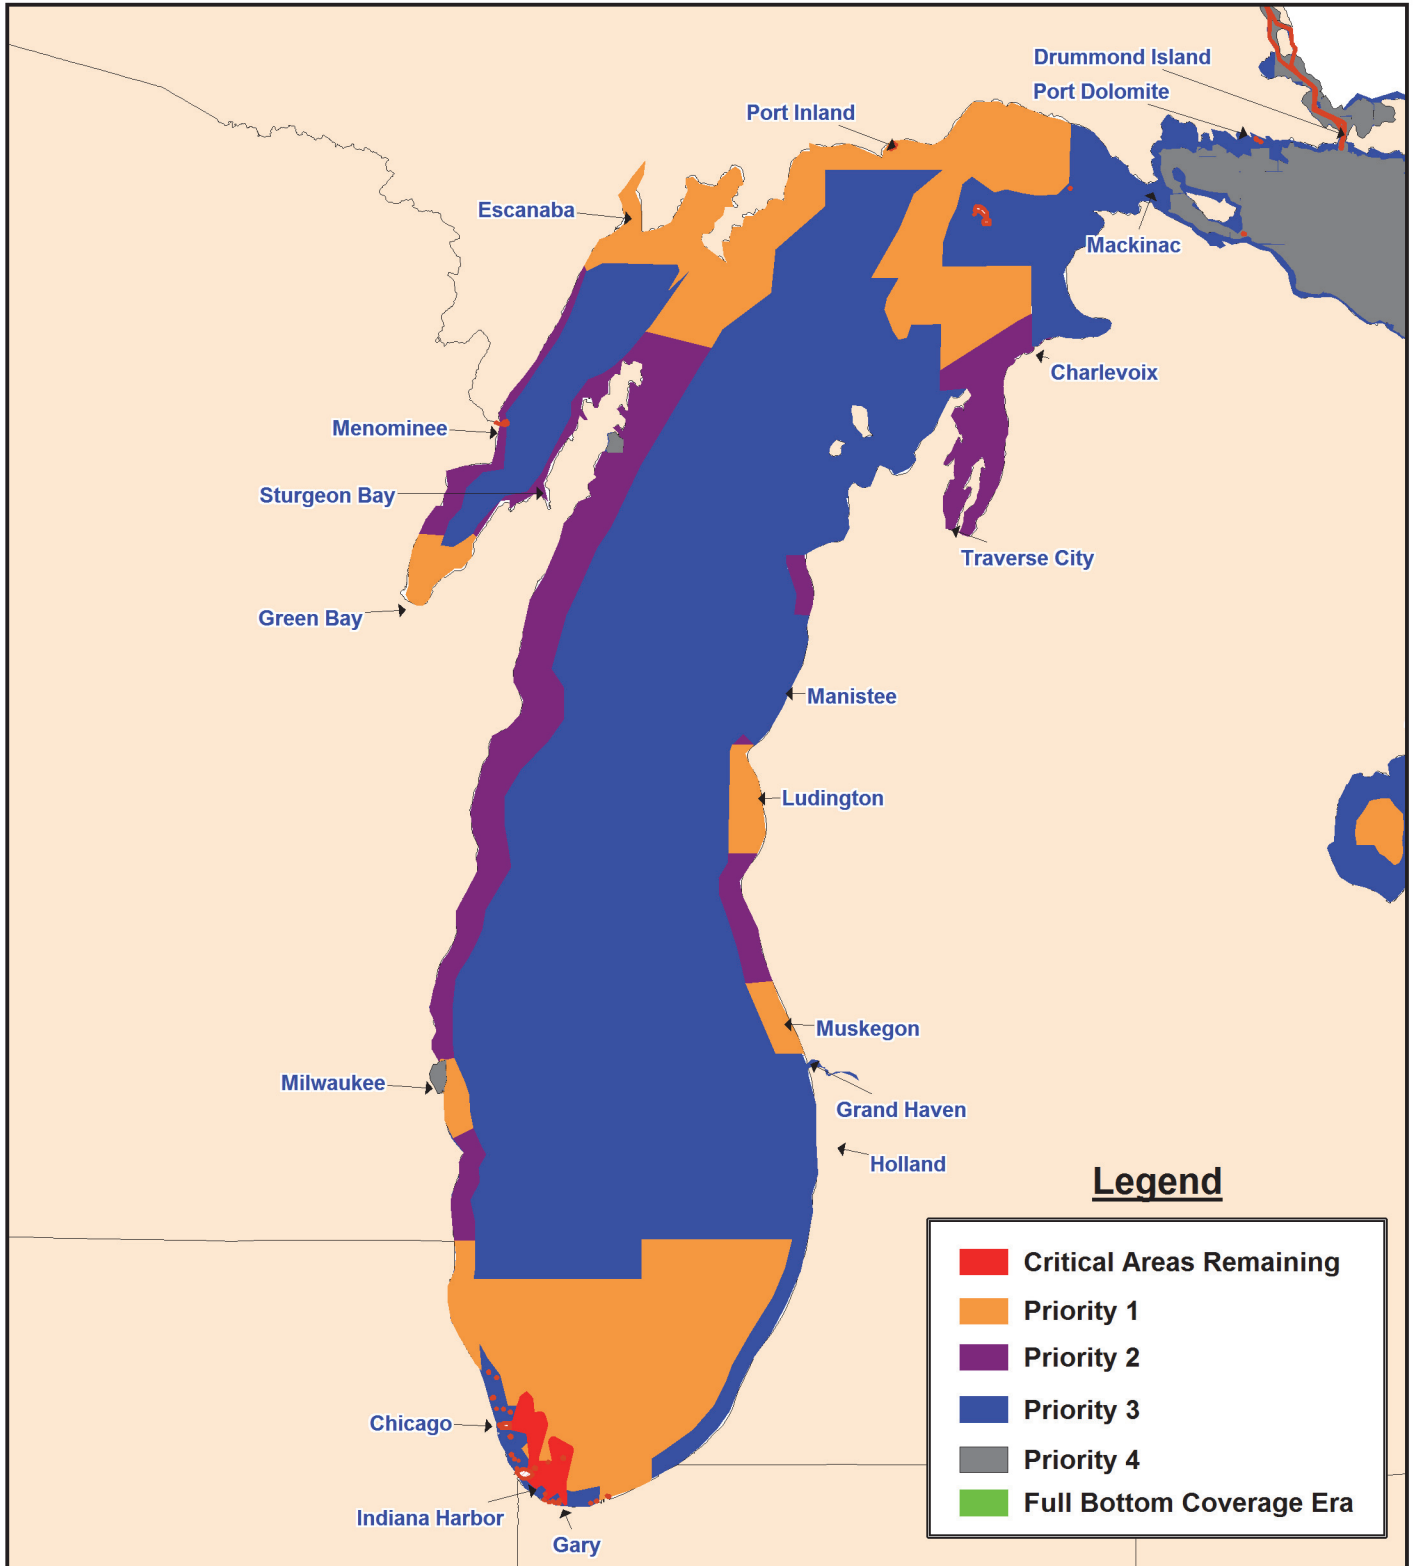 Drummond Island
Port Dolomite
Port Inland
Escanaba
Mackinac
Charlevoix
Menominee
Sturgeon Bay
Traverse City
Green Bay
Manistee
Ludington
Muskegon
Milwaukee
Grand Haven
Holland
Chicago
Indiana Harbor
Gary
Legend
Critical Areas Remaining
Priority 1
Priority 2
Priority 3
Priority 4
Full Bottom Coverage Era